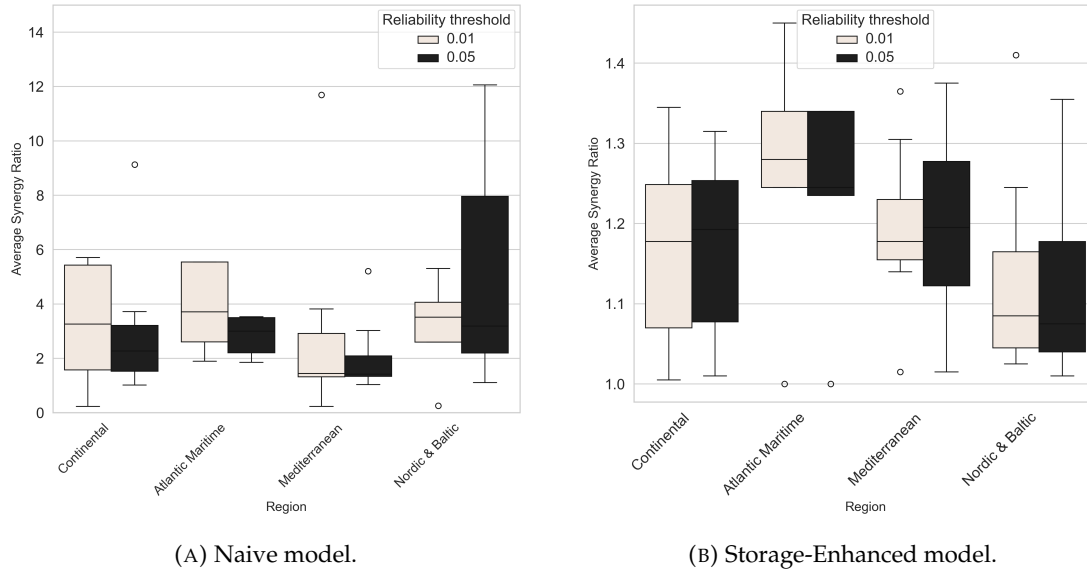 Reliability threshold
0.01
0.05
14
12
10
8
6
4
2
0
Average Synergy Ratio
Continental
Atlantic Maritime
Mediterranean
Nordic & Baltic
Region
(A) Naive model.
Reliability threshold
0.01
0.05
1.4
1.3
1.2
1.1
1.0
Average Synergy Ratio
Continental
Atlantic Maritime
Mediterranean
Nordic & Baltic
Region
(B) Storage-Enhanced model.